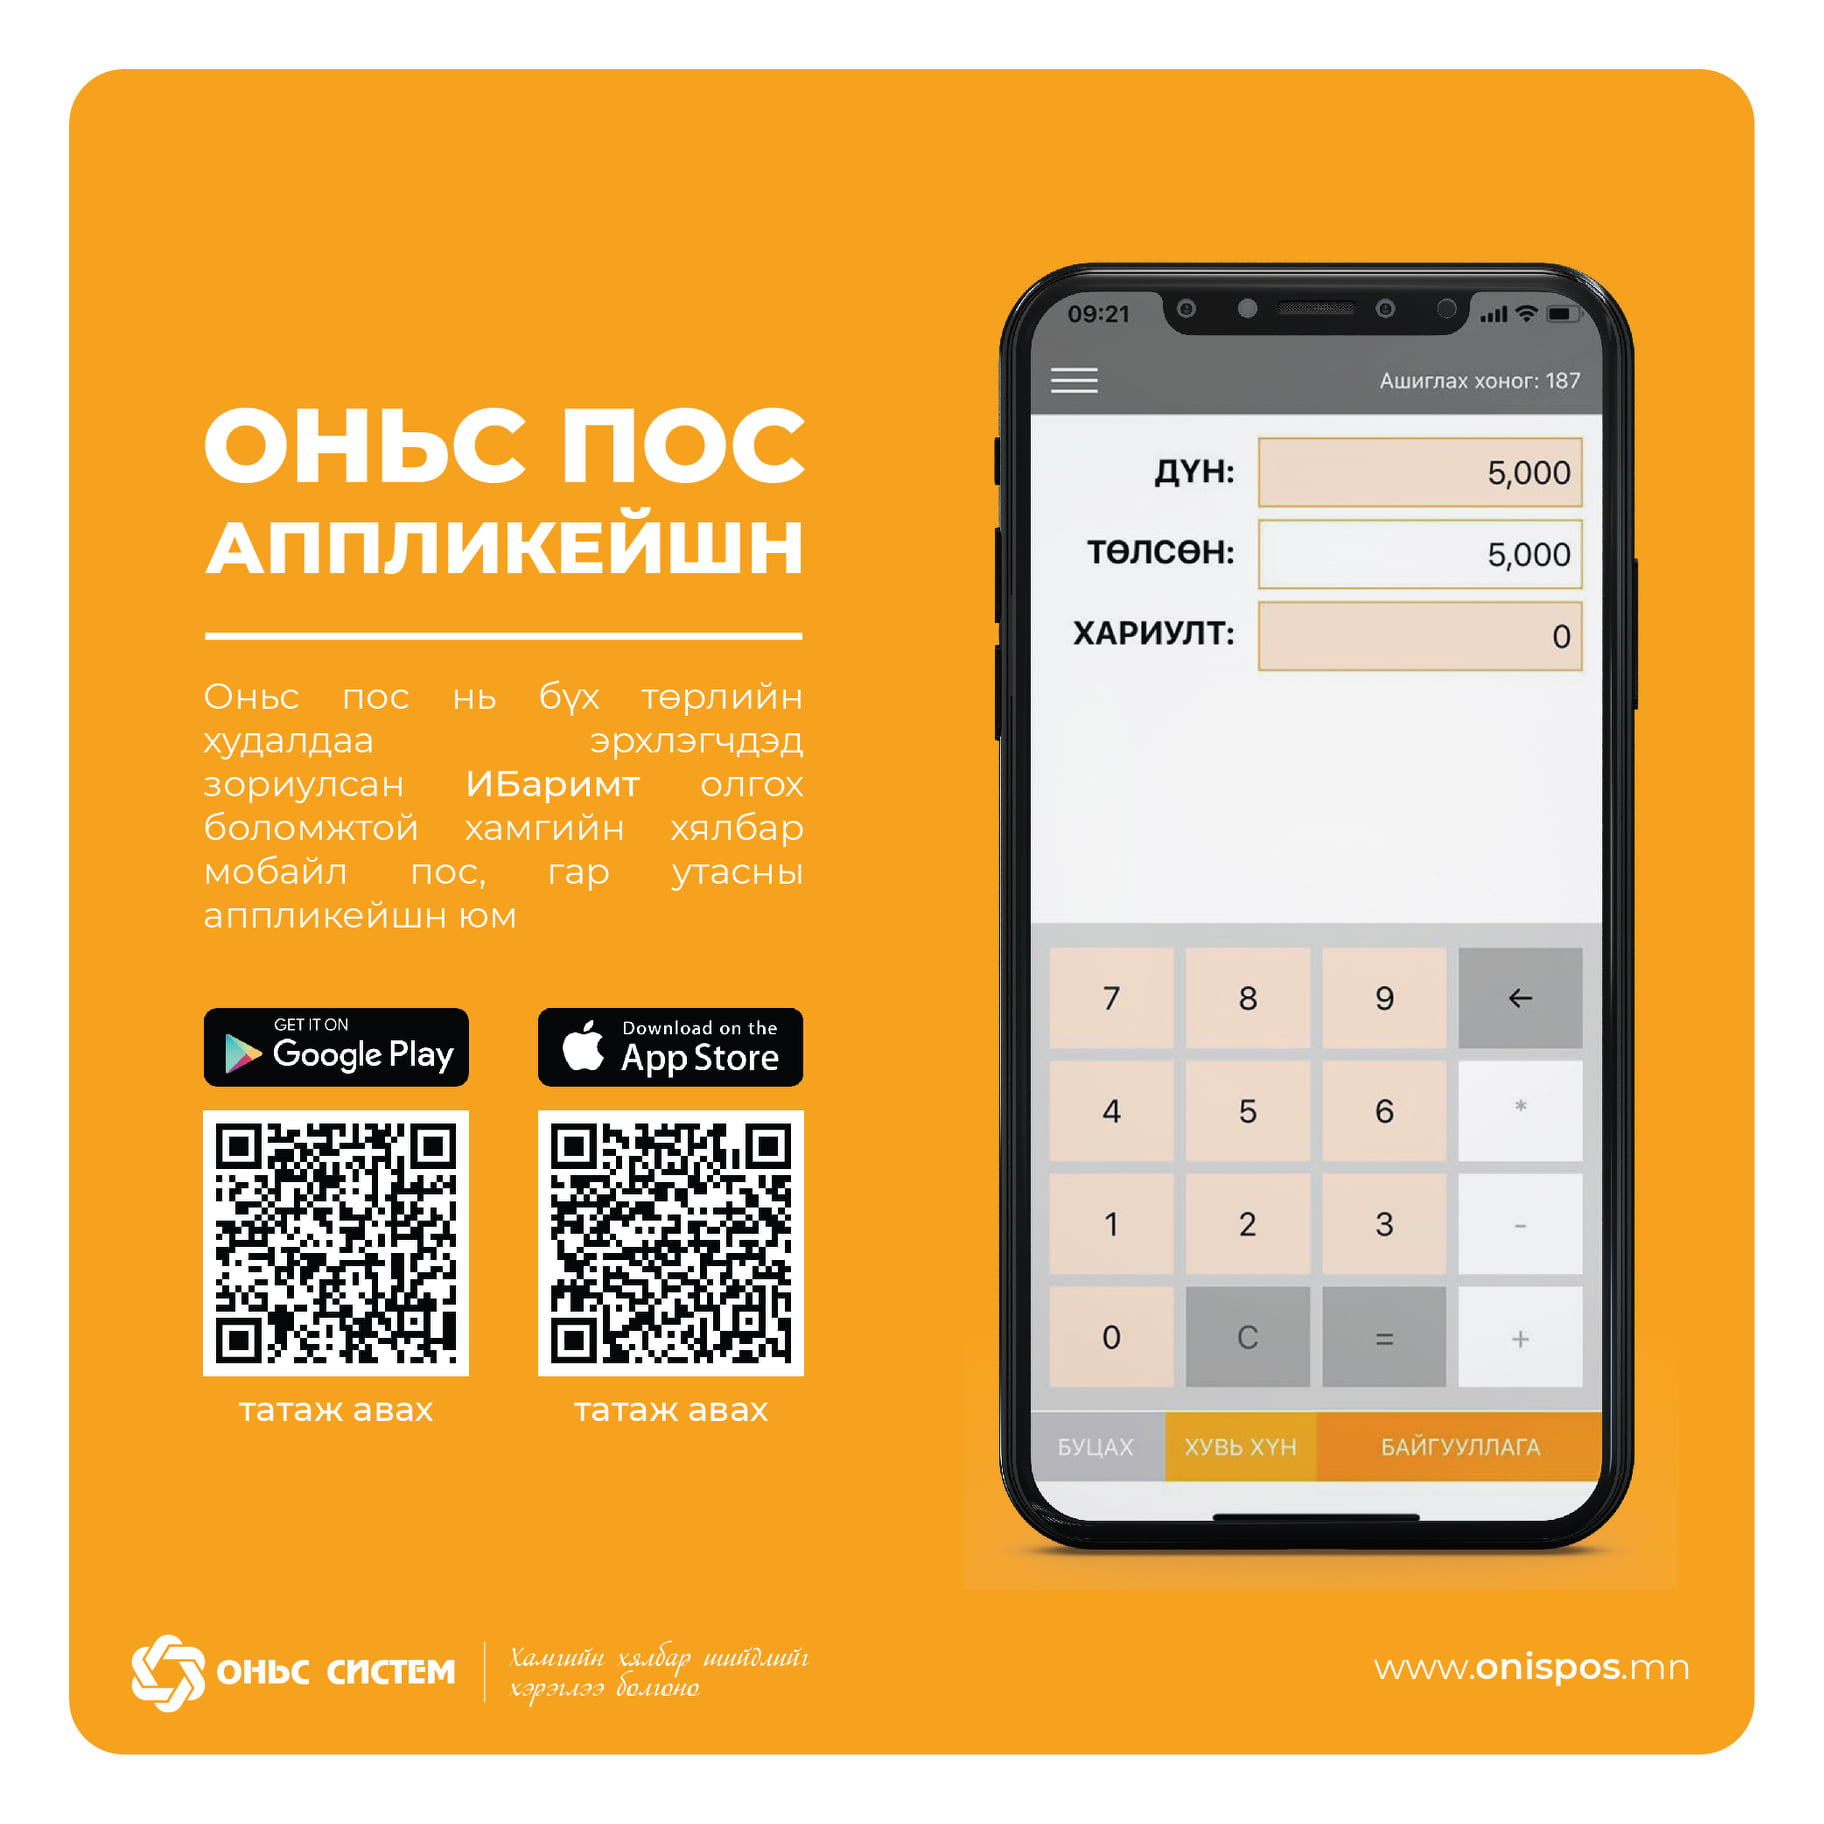 ОНЬС ПОС
АППЛИКЕЙШН
Оньс пос нь бүх төрлийн
худалдаа эрхлэгчдэд
зориулсан ИБаримт олгох
боломжтой хамгийн хялбар
мобайл пос, гар утасны
аппликейшн юм
GET IT ON
Google Play
Download on the
App Store
татаж авах
татаж авах
09:21
Ашиглах хоног: 187
ДҮН: 5,000
ТӨЛСӨН: 5,000
ХАРИУЛТ: 0
7 8 9 ←
4 5 6 *
1 2 3 -
0 C = +
БУЦАХ ХУВЬ ХҮН БАЙГУУЛЛАГА
ОНЬС СИСТЕМ
Хамгийн хялбар шийдлийг
хэрэглээ болгоно
www.onispos.mn